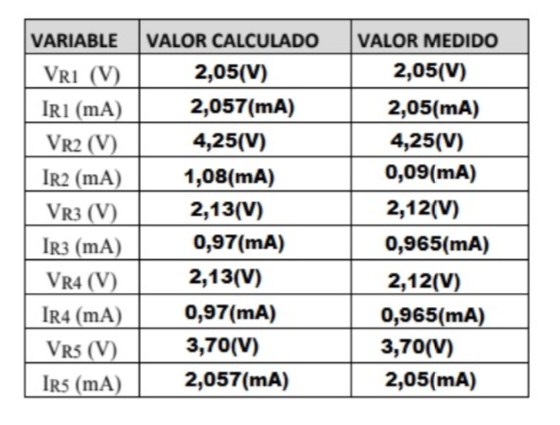 VARIABLE VALOR CALCULADO VALOR MEDIDO
VR1 (V) 2,05(V) 2,05(V)
IR1 (mA) 2,057(mA) 2,05(mA)
VR2 (V) 4,25(V) 4,25(V)
IR2 (mA) 1,08(mA) 0,09(mA)
VR3 (V) 2,13(V) 2,12(V)
IR3 (mA) 0,97(mA) 0,965(mA)
VR4 (V) 2,13(V) 2,12(V)
IR4 (mA) 0,97(mA) 0,965(mA)
VR5 (V) 3,70(V) 3,70(V)
IR5 (mA) 2,057(mA) 2,05(mA)